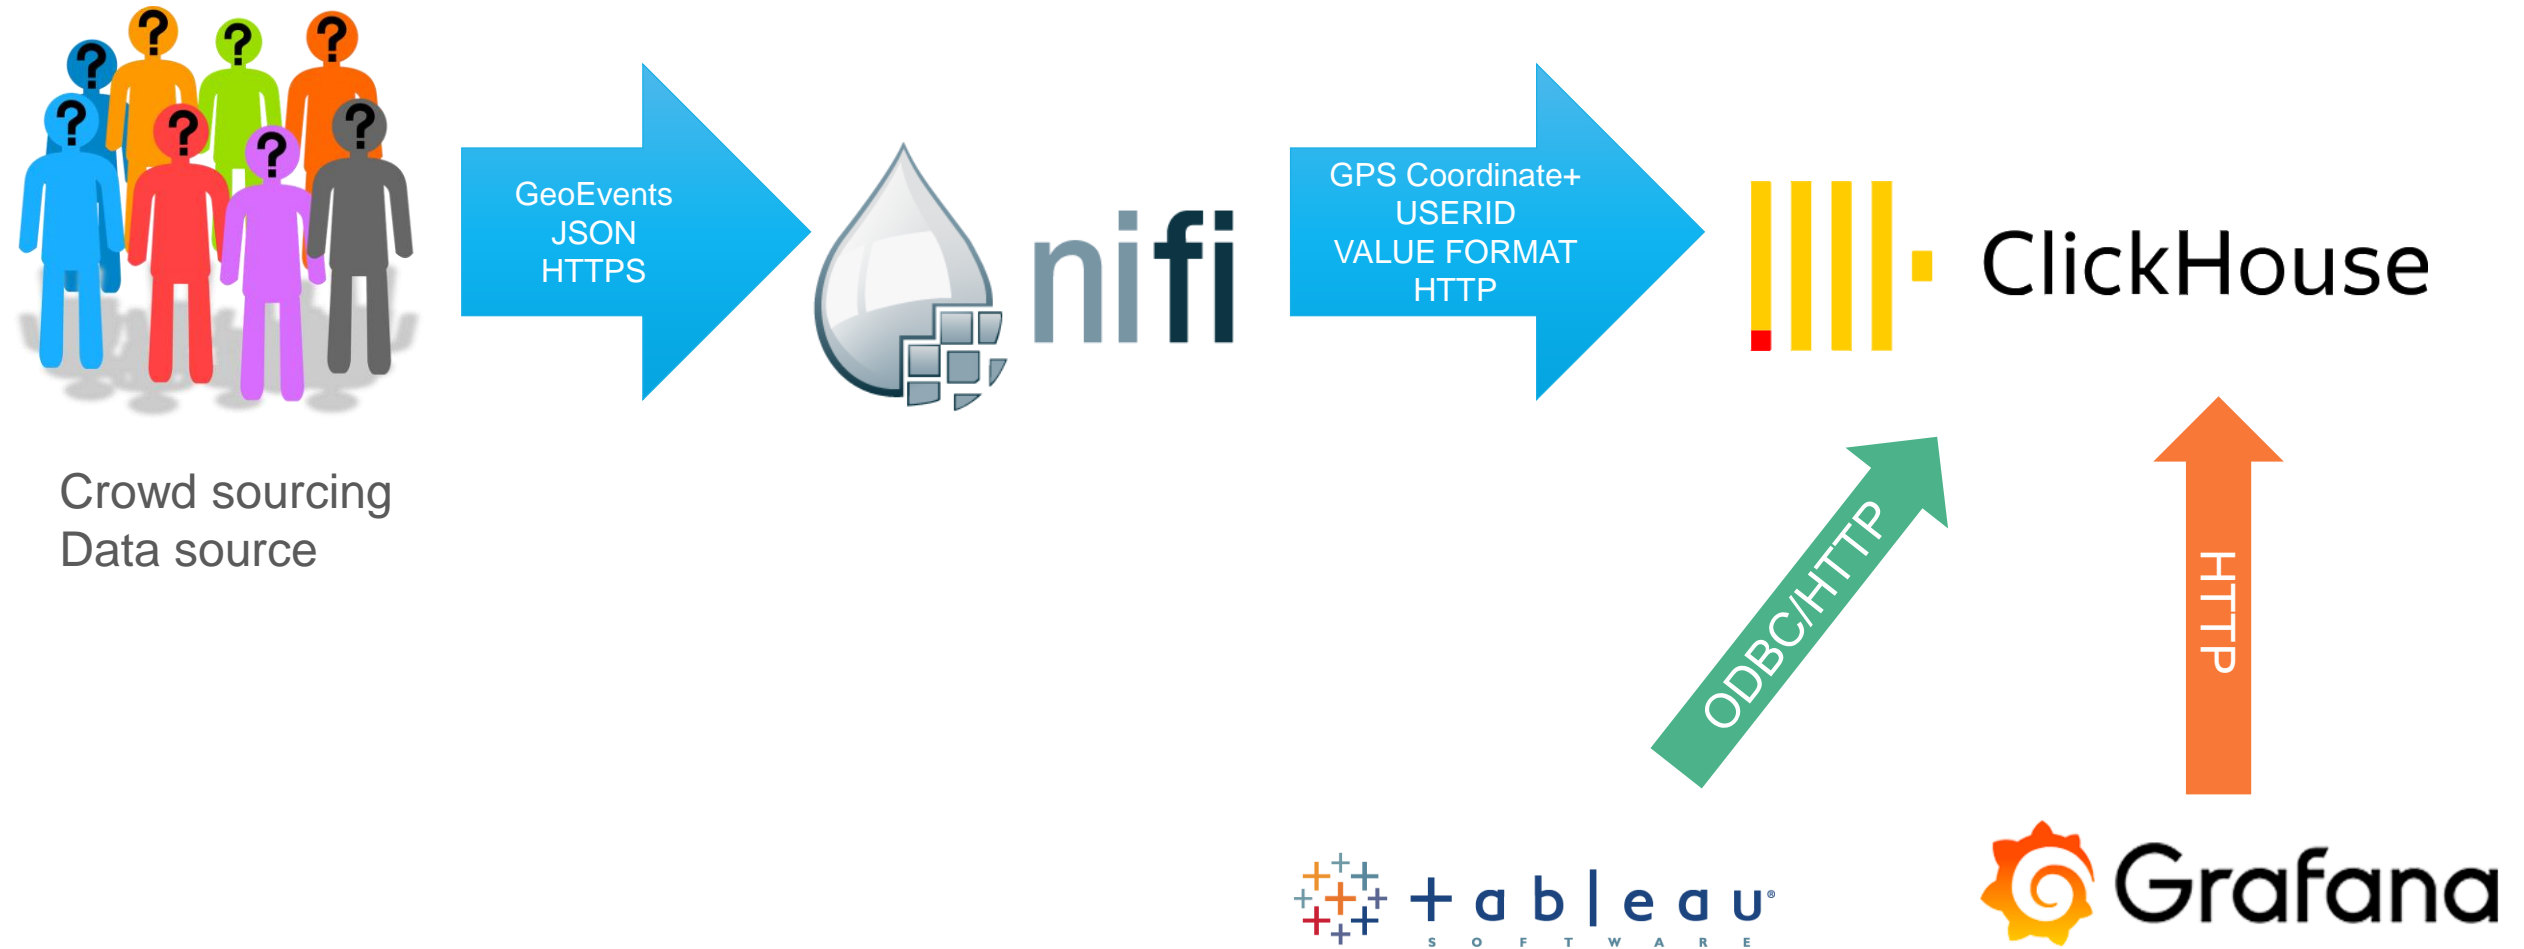 ? ? ? ?
? ? ? ?
GeoEvents
JSON
HTTPS
nifi
GPS Coordinate+
USERID
VALUE FORMAT
HTTP
ClickHouse
Crowd sourcing
Data source
ODBC/HTTP
HTTP
+ableau®
SOFTWARE
Grafana